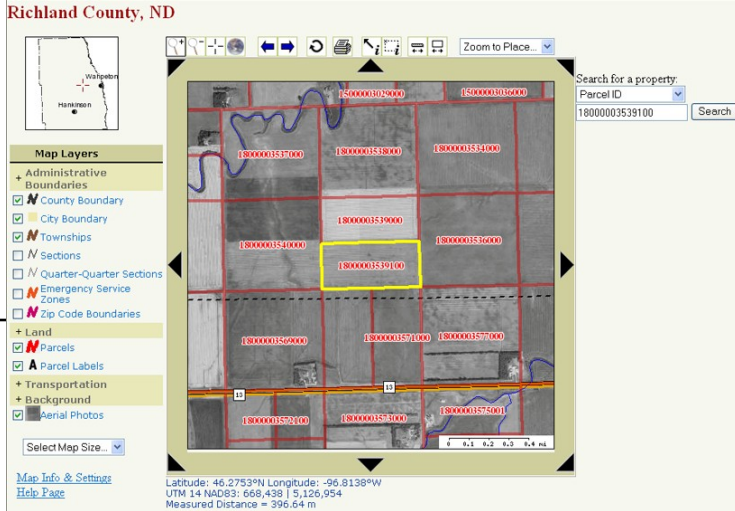 Richland County, ND
Zoom to Place...
Wahpeton
Hankinson
Search for a property:
Parcel ID
18000003539100
Search
Map Layers
+ Administrative
Boundaries
County Boundary
City Boundary
Townships
Sections
Quarter-Quarter Sections
Emergency Service
Zones
Zip Code Boundaries
+ Land
Parcels
A Parcel Labels
+ Transportation
+ Background
Aerial Photos
Select Map Size...
Map Info & Settings
Help Page
15000003029000
15000003036000
18000003537000
18000003538000
18000003534000
18000003539000
18000003540000
18000003536000
18000003539100
18000003569000
18000003571000
18000003577000
13
13
18000003572100
18000003573000
18000003575001
0 0.1 0.2 0.3 0.4 mi
Latitude: 46.2753°N Longitude: -96.8138°W
UTM 14 NAD83: 668,438 | 5,126,954
Measured Distance = 396.64 m